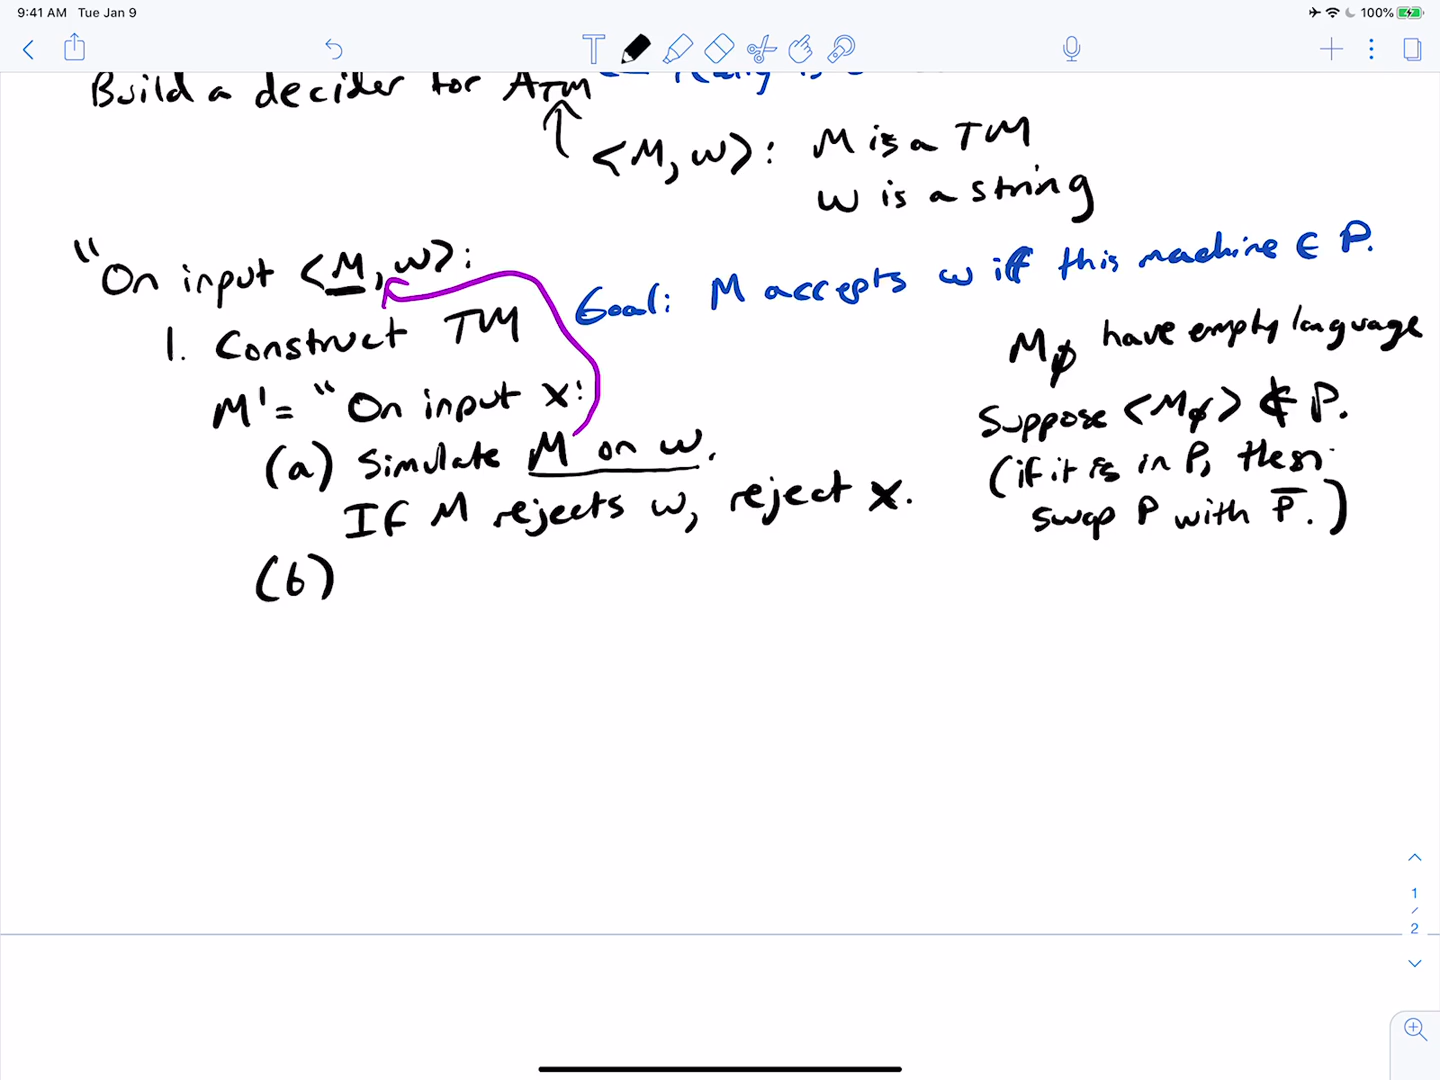 9:41 AM Tue Jan 9
100%
T
Build a decider for ATM
<M, w>: M is a TM
w is a string
"On input <M, w>:
Goal: M accepts w iff this machine ∈ P.
1. Construct TM
M∅ have empty language
M' = "On input x:
Suppose <M∅> ∉ P.
(a) Simulate M on w.
(if it is in P, then
If M rejects w, reject x.
swap P with P̅.)
(b)
1
/
2